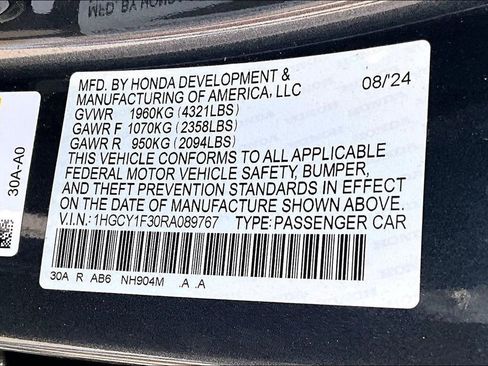 MFD. BY HONDA DEVELOPMENT & 08/'24
MANUFACTURING OF AMERICA, LLC
GVWR 1960KG (4321LBS)
GAWR F 1070KG (2358LBS)
GAWR R 950KG (2094LBS)
THIS VEHICLE CONFORMS TO ALL APPLICABLE
FEDERAL MOTOR VEHICLE SAFETY, BUMPER,
AND THEFT PREVENTION STANDARDS IN EFFECT
ON THE DATE OF MANUFACTURE SHOWN ABOVE.
V.I.N.: 1HGCY1F30RA089767 TYPE: PASSENGER CAR
30A R AB6 NH904M .A .A
30A-A0